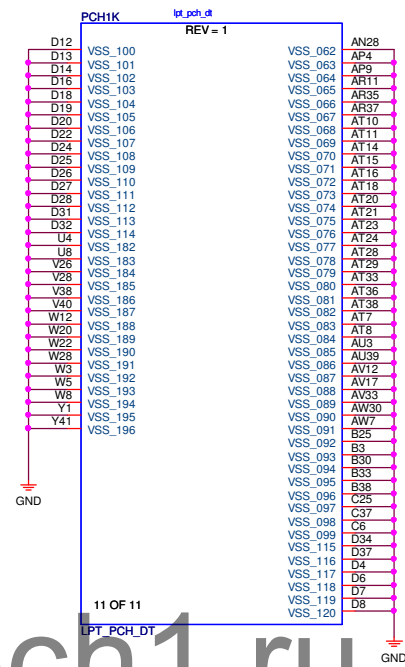 PCH1K lpt_pch_dt
REV = 1
D12 VSS_100 VSS_062 AN28
D13 VSS_101 VSS_063 AP4
D14 VSS_102 VSS_064 AP9
D16 VSS_103 VSS_065 AR11
D18 VSS_104 VSS_066 AR35
D19 VSS_105 VSS_067 AR37
D20 VSS_106 VSS_068 AT10
D22 VSS_107 VSS_069 AT11
D24 VSS_108 VSS_070 AT14
D25 VSS_109 VSS_071 AT15
D26 VSS_110 VSS_072 AT16
D27 VSS_111 VSS_073 AT18
D28 VSS_112 VSS_074 AT20
D31 VSS_113 VSS_075 AT21
D32 VSS_114 VSS_076 AT23
U4 VSS_182 VSS_077 AT24
U8 VSS_183 VSS_078 AT28
V26 VSS_184 VSS_079 AT29
V28 VSS_185 VSS_080 AT33
V38 VSS_186 VSS_081 AT36
V40 VSS_187 VSS_082 AT38
W12 VSS_188 VSS_083 AT7
W20 VSS_189 VSS_084 AT8
W22 VSS_190 VSS_085 AU3
W28 VSS_191 VSS_086 AU39
W3 VSS_192 VSS_087 AV12
W5 VSS_193 VSS_088 AV17
W8 VSS_194 VSS_089 AV33
Y1 VSS_195 VSS_090 AW30
Y41 VSS_196 VSS_091 AW7
VSS_092 B25
VSS_093 B3
VSS_094 B30
VSS_095 B33
VSS_096 B38
GND VSS_097 C25
VSS_098 C37
VSS_099 C6
VSS_115 D34
VSS_116 D37
VSS_117 D4
VSS_118 D6
VSS_119 D7
VSS_120 D8
11 OF 11
LPT_PCH_DT
GND